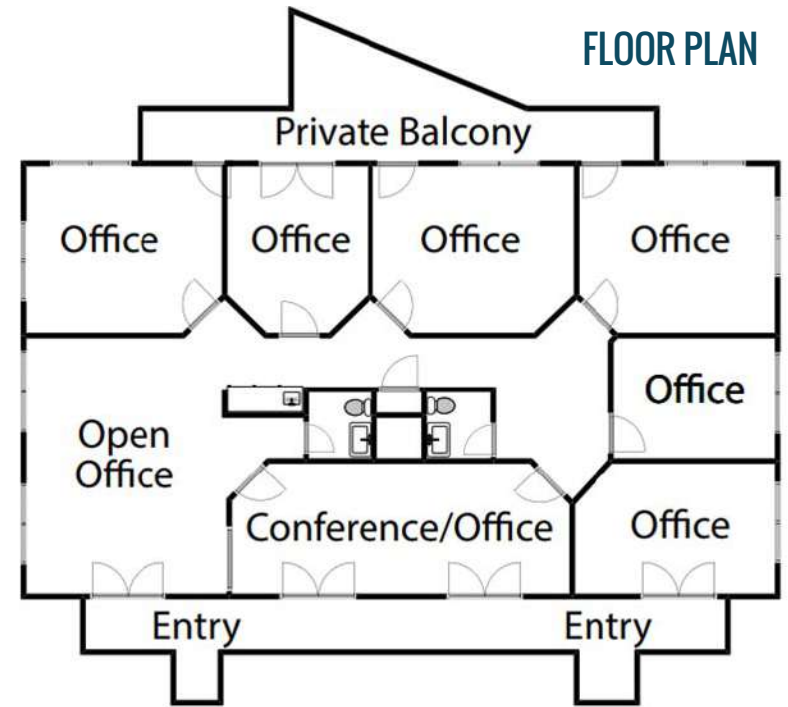 FLOOR PLAN
Private Balcony
Office
Office
Office
Office
Office
Open
Office
Conference/Office
Office
Entry
Entry